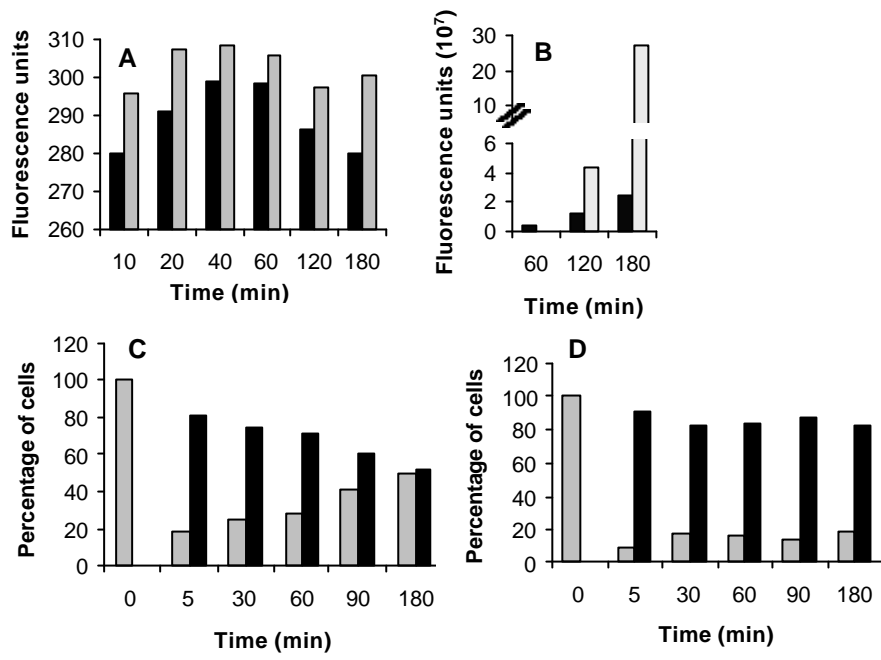 A
Fluorescence units
310
300
290
280
270
260
10 20 40 60 120 180
Time (min)
B
Fluorescence units (10⁷)
30
20
10
6
4
2
0
60 120 180
Time (min)
C
Percentage of cells
120
100
80
60
40
20
0
0 5 30 60 90 180
Time (min)
D
Percentage of cells
120
100
80
60
40
20
0
0 5 30 60 90 180
Time (min)